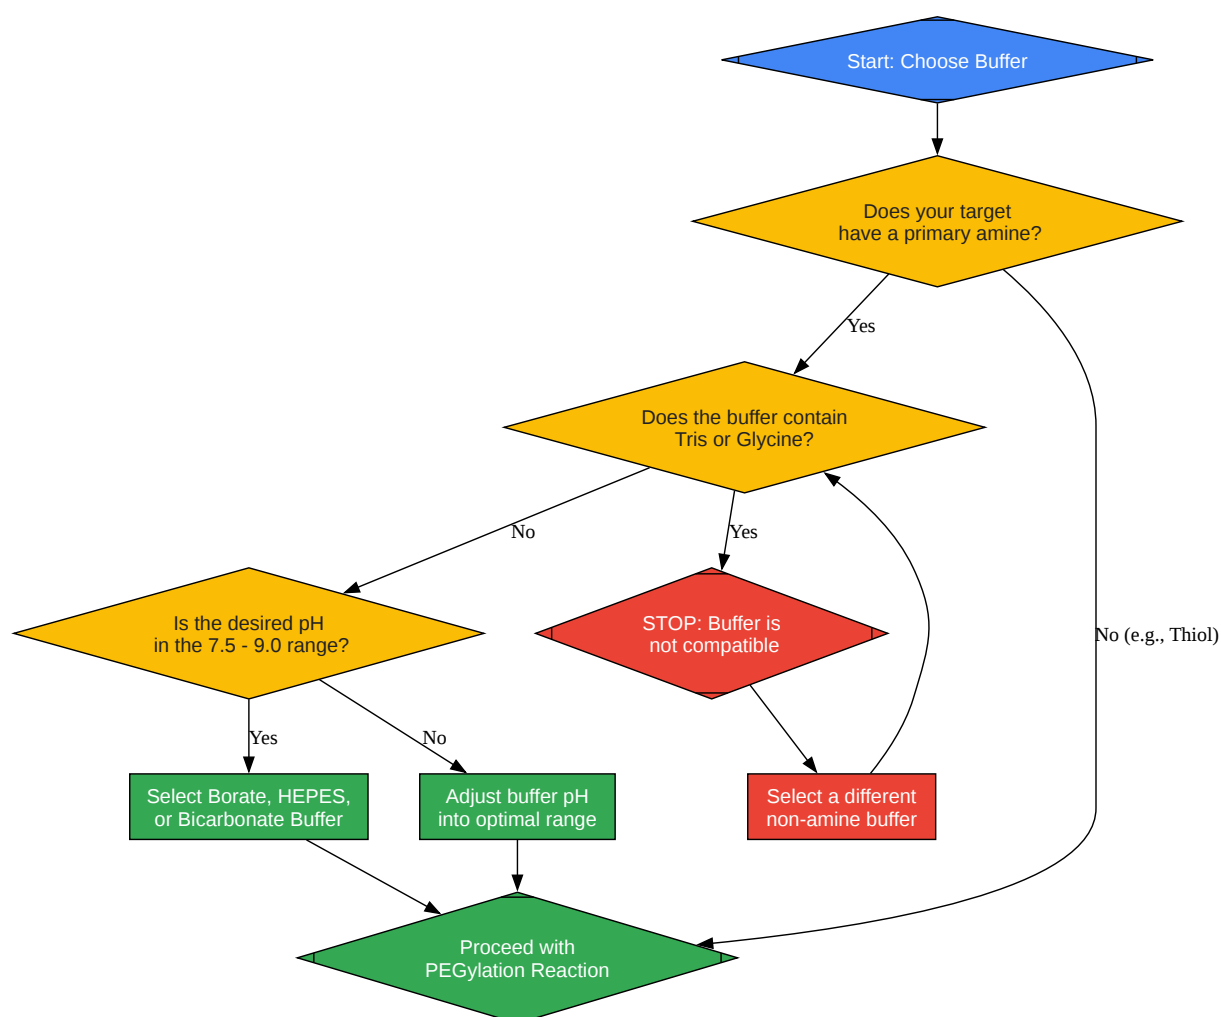 Start: Choose Buffer
Does your target
have a primary amine?
Yes
Does the buffer contain
Tris or Glycine?
No
Yes
Is the desired pH
in the 7.5 - 9.0 range?
STOP: Buffer is
not compatible
No (e.g., Thiol)
Yes
No
Select Borate, HEPES,
or Bicarbonate Buffer
Adjust buffer pH
into optimal range
Select a different
non-amine buffer
Proceed with
PEGylation Reaction